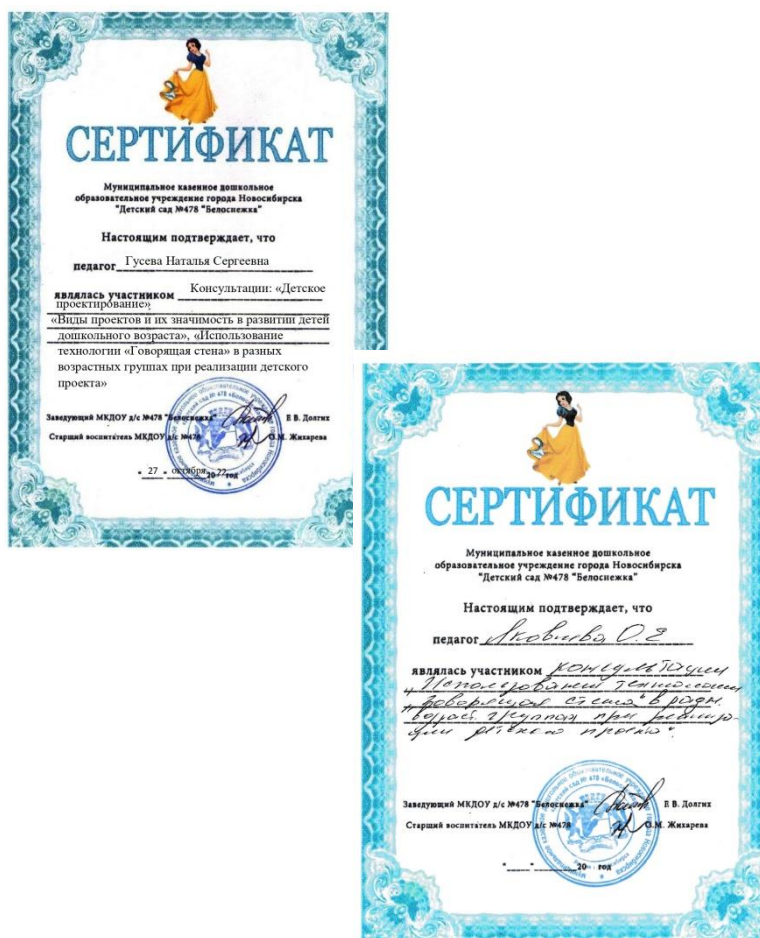 СЕРТИФИКАТ
Муниципальное казенное дошкольное
образовательное учреждение города Новосибирска
"Детский сад №478 "Белоснежка"
Настоящим подтверждает, что
педагог Гусева Наталья Сергеевна
являлась участником Консультации: «Детское
проектирование»
«Виды проектов и их значимость в развитии детей
дошкольного возраста», «Использование
технологии «Говорящая стена» в разных
возрастных группах при реализации детского
проекта»
Заведующий МКДОУ д/с №478 "Белоснежка" Е В. Долгих
Старший воспитатель МКДОУ д/с №478 О.М. Жихарева
" 27 " октября 20 22 год
СЕРТИФИКАТ
Муниципальное казенное дошкольное
образовательное учреждение города Новосибирска
"Детский сад №478 "Белоснежка"
Настоящим подтверждает, что
педагог Яковлева О.Е
являлась участником консультации
"Использование технологии
"Говорящая стена" в разн.
возраст. группах при реализа-
ции детского проекта".
Заведующий МКДОУ д/с №478 "Белоснежка" Е В. Долгих
Старший воспитатель МКДОУ д/с №478 О.М. Жихарева
" " 20 год